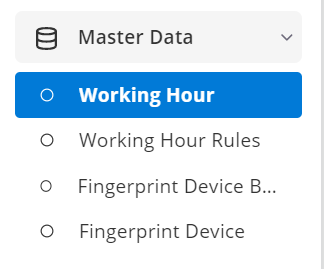 Master Data
Working Hour
Working Hour Rules
Fingerprint Device B...
Fingerprint Device